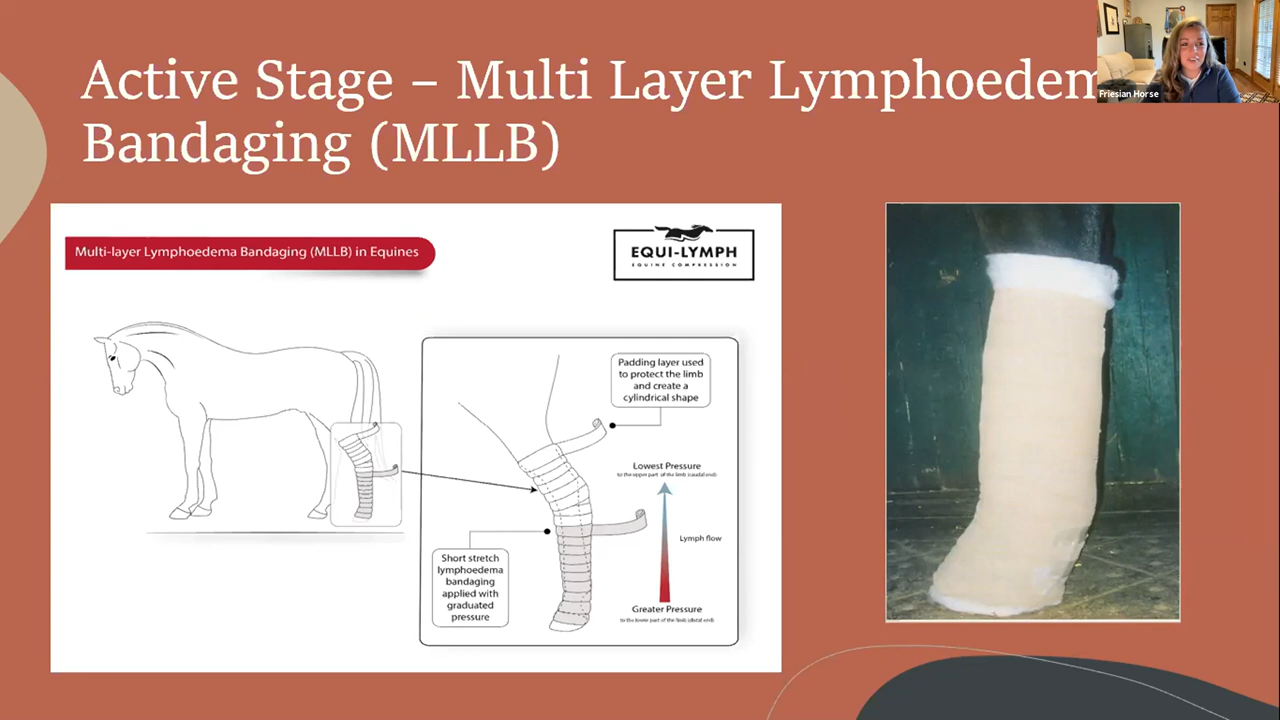 Active Stage – Multi Layer Lymphoedem
Bandaging (MLLB)
Friesian Horse
Multi-layer Lymphoedema Bandaging (MLLB) in Equines
EQUI-LYMPH
EQUINE COMPRESSION
Padding layer used
to protect the limb
and create a
cylindrical shape
Lowest Pressure
to the upper part of the limb (caudal end)
Lymph flow
Short stretch
lymphoedema
bandaging
applied with
graduated
pressure
Greater Pressure
to the lower part of the limb (distal end)